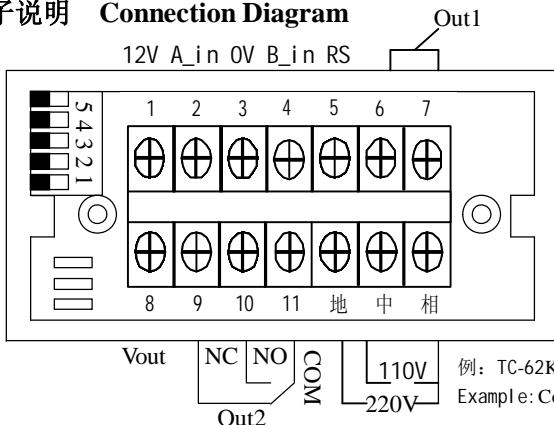 子说明 Connection Diagram
Out1
12V A_in 0V B_in RS
1 2 3 4 5 6 7
5 4 3 2 1
8 9 10 11 地 中 相
Vout NC NO COM
110V
220V
Out2
例: TC-62K
Example:Co